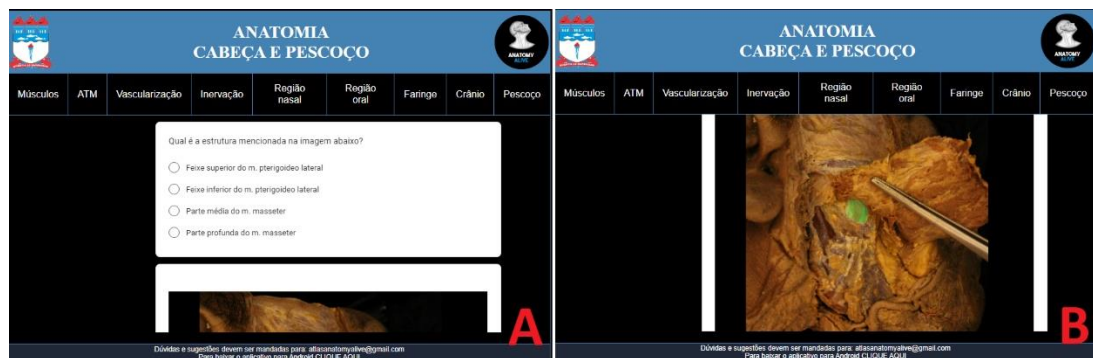 ANATOMIA
CABEÇA E PESCOÇO
ANATOMY
ALIVE
Músculos ATM Vascularização Inervação Região nasal Região oral Faringe Crânio Pescoço
Qual é a estrutura mencionada na imagem abaixo?
Feixe superior do m. pterigoideo lateral
Feixe inferior do m. pterigoideo lateral
Parte média do m. masseter
Parte profunda do m. masseter
A
Dúvidas e sugestões devem ser mandadas para: atlasanatomyalive@gmail.com
Para baixar o aplicativo para Android CLIQUE AQUI
ANATOMIA
CABEÇA E PESCOÇO
ANATOMY
ALIVE
Músculos ATM Vascularização Inervação Região nasal Região oral Faringe Crânio Pescoço
B
Dúvidas e sugestões devem ser mandadas para: atlasanatomyalive@gmail.com
Para baixar o aplicativo para Android CLIQUE AQUI